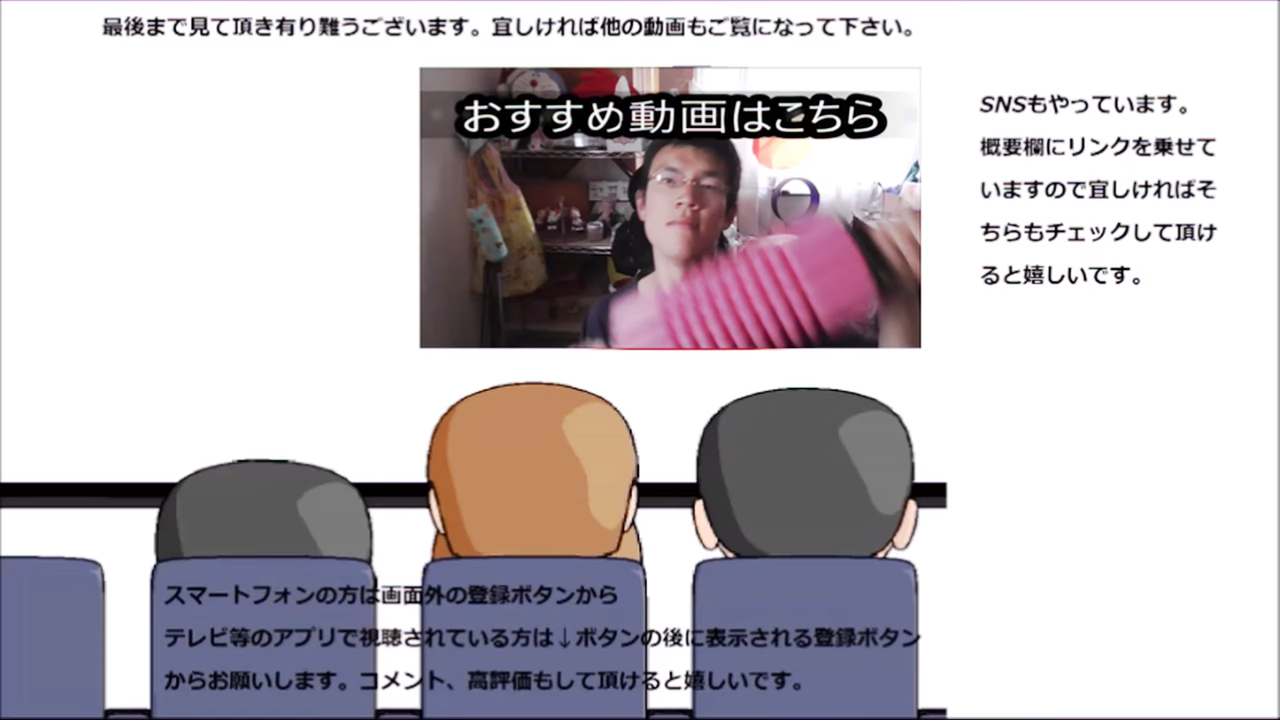 最後まで見て頂き有り難うございます。宜しければ他の動画もご覧になって下さい。
おすすめ動画はこちら
SNSもやっています。
概要欄にリンクを乗せて
いますので宜しければそ
ちらもチェックして頂け
ると嬉しいです。
スマートフォンの方は画面外の登録ボタンから
テレビ等のアプリで視聴されている方は↓ボタンの後に表示される登録ボタン
からお願いします。コメント、高評価もして頂けると嬉しいです。